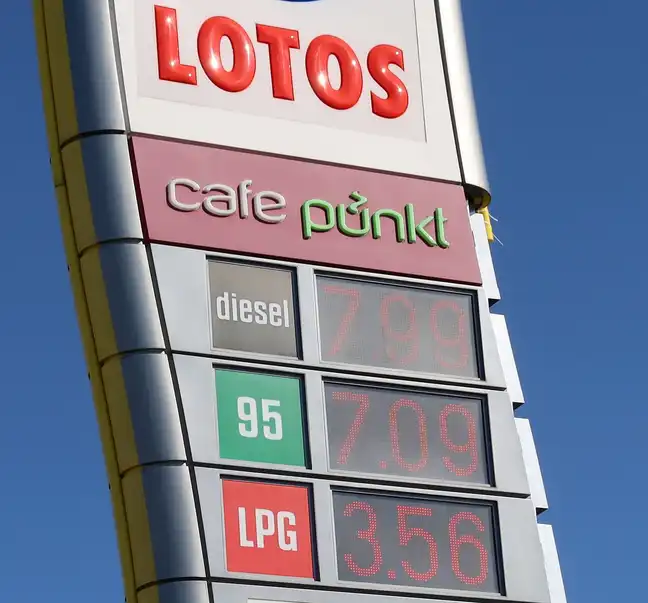 LOTOS
cafe punkt
diesel 7.99
95 7.09
LPG 3.56